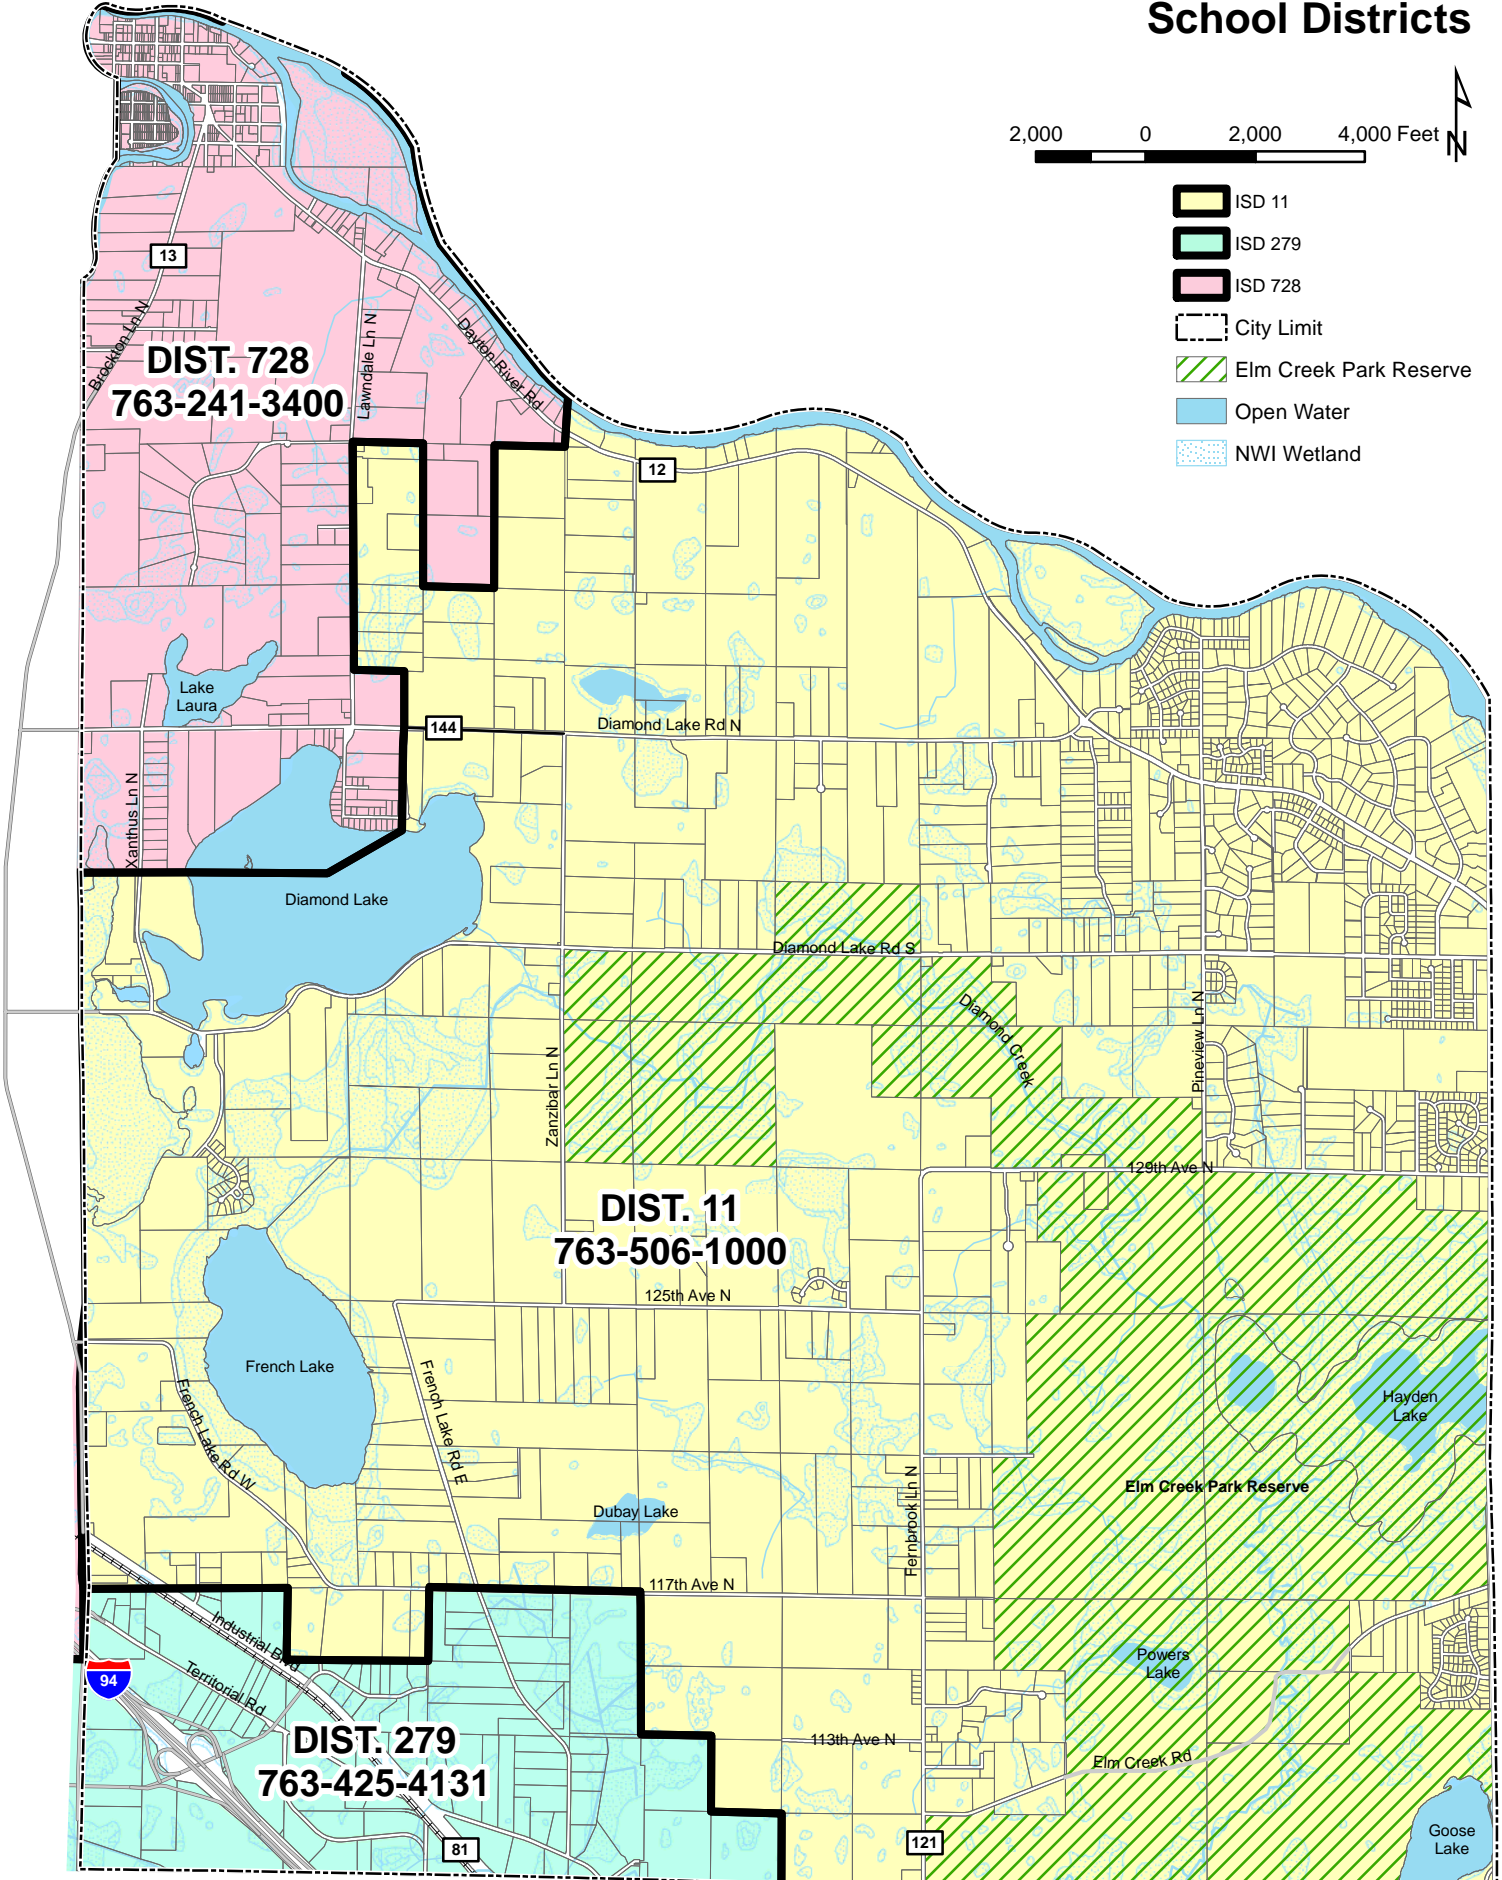 School Districts
2,000 0 2,000 4,000 Feet
N
ISD 11
ISD 279
ISD 728
City Limit
Elm Creek Park Reserve
Open Water
NWI Wetland
13
Brockton Ln N
Lawndale Ln N
Dayton River Rd
DIST. 728
763-241-3400
12
Lake
Laura
144
Diamond Lake Rd N
Xanthus Ln N
Diamond Lake
Diamond Lake Rd S
Diamond Creek
Pineview Ln N
Zanzibar Ln N
129th Ave N
DIST. 11
763-506-1000
125th Ave N
French Lake
French Lake Rd W
French Lake Rd E
Hayden
Lake
Elm Creek Park Reserve
Dubay Lake
Fernbrook Ln N
117th Ave N
Industrial Blvd
Territorial Rd
94
Powers
Lake
DIST. 279
763-425-4131
113th Ave N
Elm Creek Rd
81
121
Goose
Lake